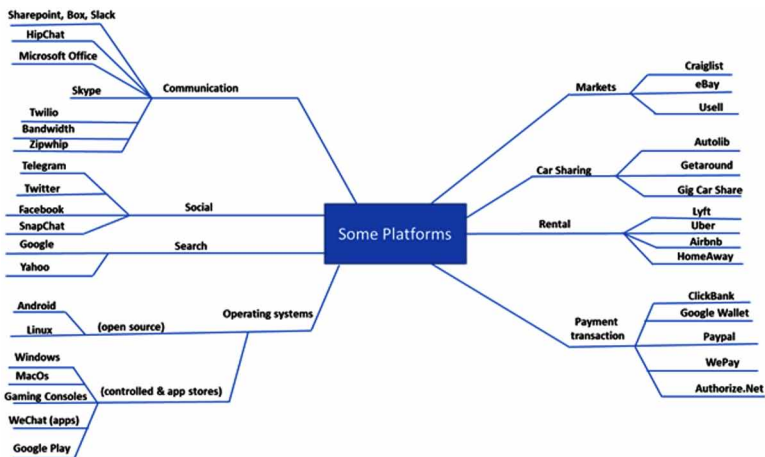 Sharepoint, Box, Slack
HipChat
Microsoft Office
Skype
Twilio
Bandwidth
Zipwhip
Communication
Telegram
Twitter
Facebook
SnapChat
Social
Google
Yahoo
Search
Android
Linux
(open source)
Operating systems
Windows
MacOs
Gaming Consoles
WeChat (apps)
Google Play
(controlled & app stores)
Some Platforms
Markets
Craiglist
eBay
Usell
Car Sharing
Autolib
Getaround
Gig Car Share
Rental
Lyft
Uber
Airbnb
HomeAway
Payment
transaction
ClickBank
Google Wallet
Paypal
WePay
Authorize.Net